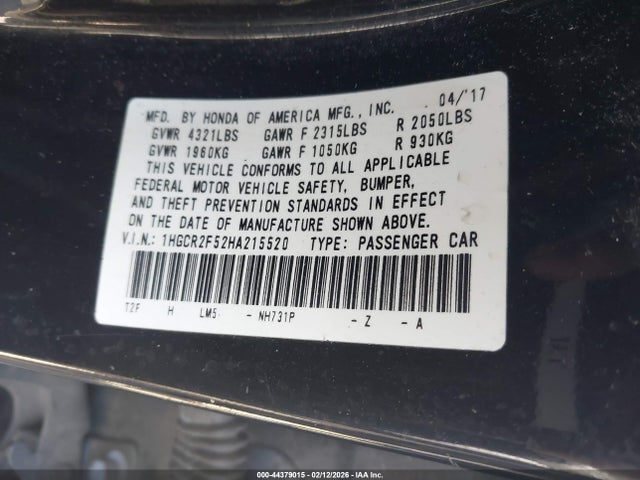 MFD. BY HONDA OF AMERICA MFG., INC. 04/'17
GVWR 4321LBS GAWR F 2315LBS R 2050LBS
GVWR 1960KG GAWR F 1050KG R 930KG
THIS VEHICLE CONFORMS TO ALL APPLICABLE
FEDERAL MOTOR VEHICLE SAFETY, BUMPER,
AND THEFT PREVENTION STANDARDS IN EFFECT
ON THE DATE OF MANUFACTURE SHOWN ABOVE.
V.I.N.: 1HGCR2F52HA215520 TYPE: PASSENGER CAR
T2F H LM5 - NH731P - Z - A
000-44379015 - 02/12/2026 - IAAI Inc.